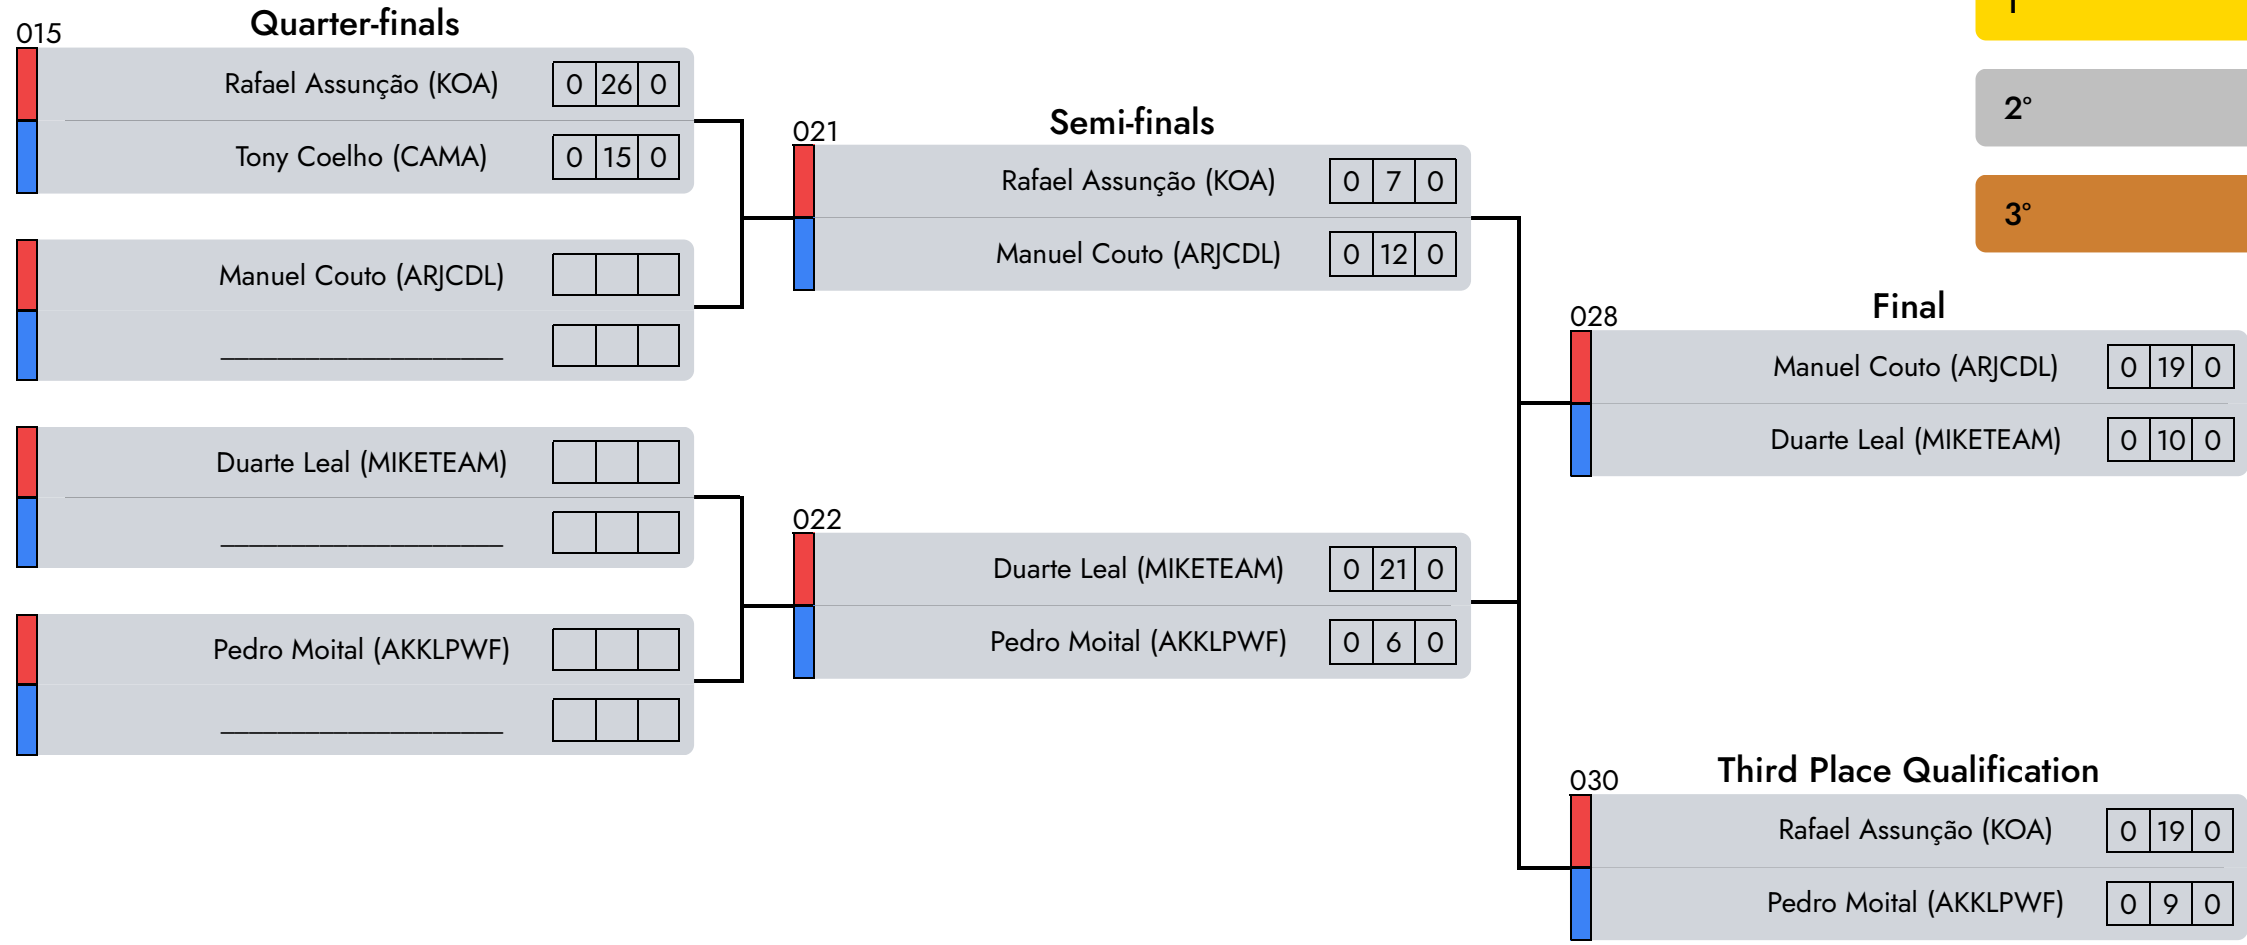 Quarter-finals
015
Rafael Assunção (KOA) 0 26 0
Tony Coelho (CAMA) 0 15 0
Manuel Couto (ARJCDL)
____________________
Duarte Leal (MIKETEAM)
____________________
Pedro Moital (AKKLPWF)
____________________
Semi-finals
021
Rafael Assunção (KOA) 0 7 0
Manuel Couto (ARJCDL) 0 12 0
022
Duarte Leal (MIKETEAM) 0 21 0
Pedro Moital (AKKLPWF) 0 6 0
2°
3°
Final
028
Manuel Couto (ARJCDL) 0 19 0
Duarte Leal (MIKETEAM) 0 10 0
Third Place Qualification
030
Rafael Assunção (KOA) 0 19 0
Pedro Moital (AKKLPWF) 0 9 0